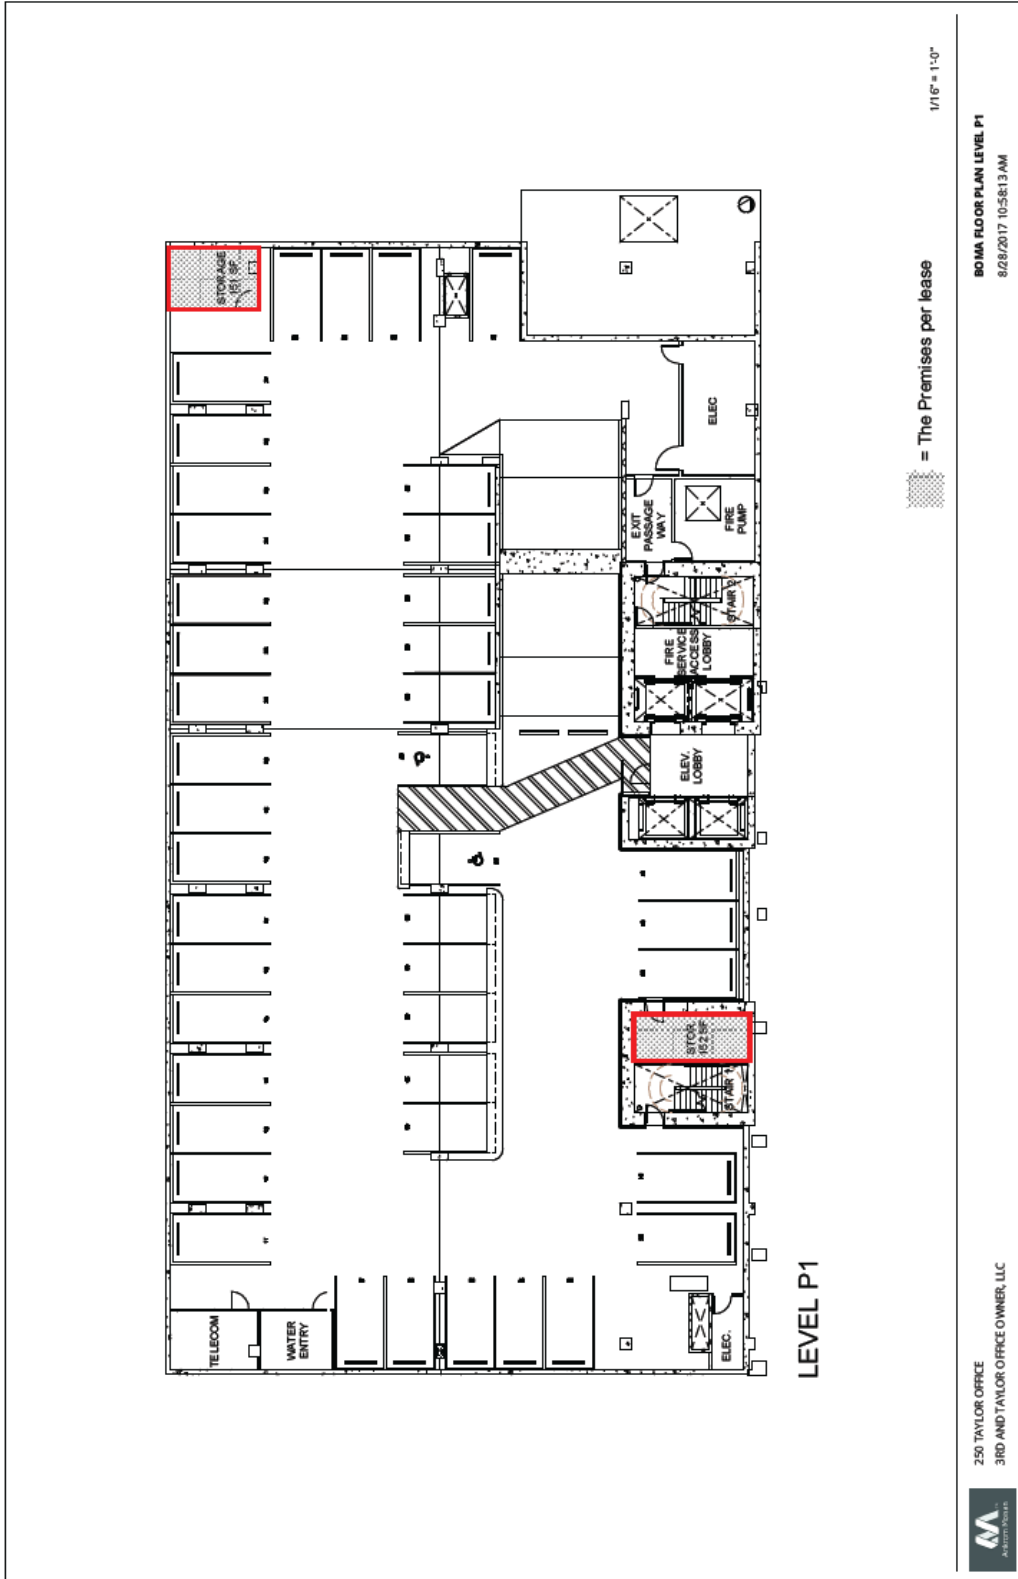 STORAGE
151 SF
ELEC
EXIT
PASSAGE
WAY
FIRE
PUMP
STAIR 2
FIRE
SERVICE
ACCESS
LOBBY
ELEV.
LOBBY
STOR
152 SF
STAIR 1
TELECOM
WATER
ENTRY
ELEC.
LEVEL P1
= The Premises per lease
1/16" = 1'-0"
250 TAYLOR OFFICE
3RD AND TAYLOR OFFICE OWNER, LLC
BOMA FLOOR PLAN LEVEL P1
8/28/2017 10:58:13 AM
Ankrom Moisan